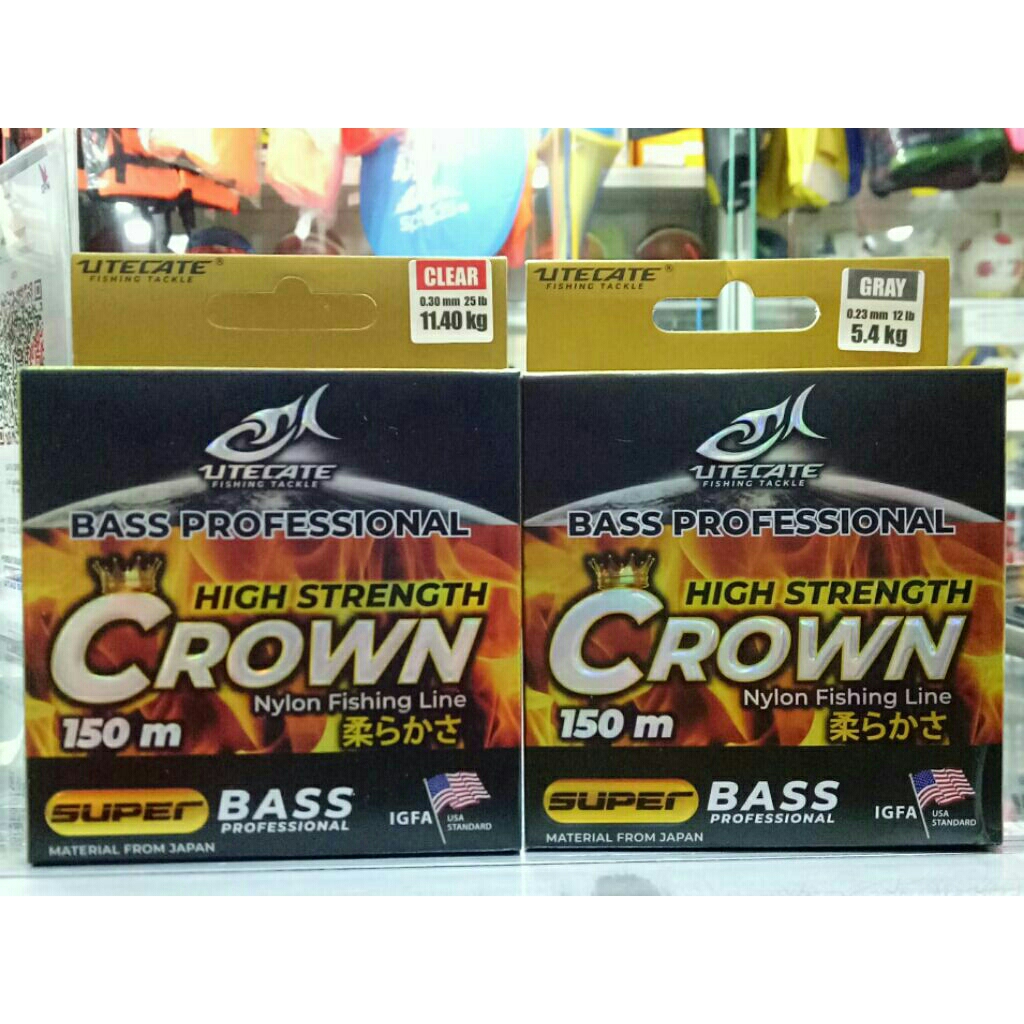 UTECATE®
FISHING TACKLE
CLEAR
0.30 mm 25 lb
11.40 kg
UTECATE
FISHING TACKLE
BASS PROFESSIONAL
HIGH STRENGTH
CROWN
Nylon Fishing Line
150 m
柔らかさ
SUPER
BASS
PROFESSIONAL
IGFA
USA
STANDARD
MATERIAL FROM JAPAN
UTECATE®
FISHING TACKLE
GRAY
0.23 mm 12 lb
5.4 kg
UTECATE
FISHING TACKLE
BASS PROFESSIONAL
HIGH STRENGTH
CROWN
Nylon Fishing Line
150 m
柔らかさ
SUPER
BASS
PROFESSIONAL
IGFA
USA
STANDARD
MATERIAL FROM JAPAN